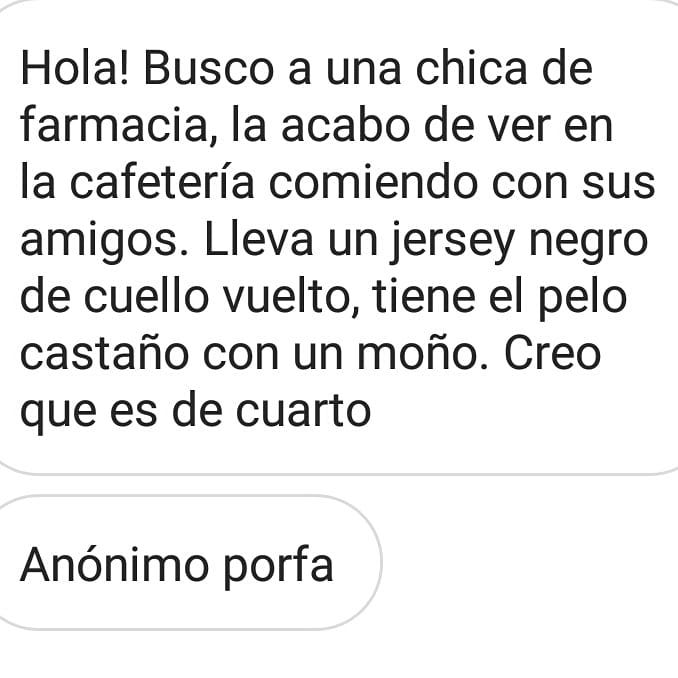 Hola! Busco a una chica de
farmacia, la acabo de ver en
la cafetería comiendo con sus
amigos. Lleva un jersey negro
de cuello vuelto, tiene el pelo
castaño con un moño. Creo
que es de cuarto
Anónimo porfa